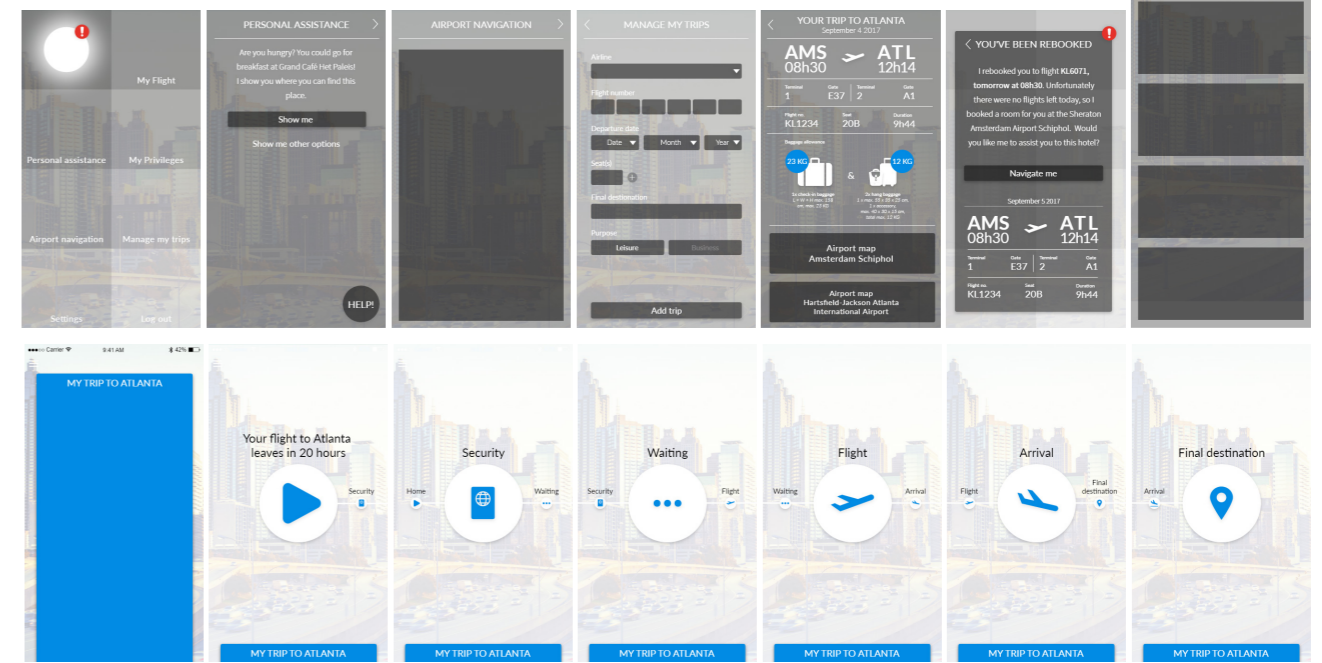 !
My Flight
Personal assistance
My Privileges
Airport navigation
Manage my trips
Settings
Log out
PERSONAL ASSISTANCE >
Are you hungry? You could go for
breakfast at Grand Café Het Paleis!
I show you where you can find this
place.
Show me
Show me other options
HELP!
AIRPORT NAVIGATION >
< MANAGE MY TRIPS
Airline
Flight number
Departure date
Date Month Year
Seat(s)
Final destionation
Purpose
Leisure Business
Add trip
< YOUR TRIP TO ATLANTA
September 4 2017
AMS ATL
08h30 12h14
Terminal Gate Terminal Gate
1 E37 2 A1
Flight no. Seat Duration
KL1234 20B 9h44
Baggage allowance
23 KG & 12 KG
Airport map
Amsterdam Schiphol
Airport map
Hartsfield-Jackson Atlanta
International Airport
!
< YOU'VE BEEN REBOOKED
I rebooked you to flight KL6071,
tomorrow at 08h30. Unfortunately
there were no flights left today, so I
booked a room for you at the Sheraton
Amsterdam Airport Schiphol. Would
you like me to assist you to this hotel?
Navigate me
September 5 2017
AMS ATL
08h30 12h14
Terminal Gate Terminal Gate
1 E37 2 A1
Flight no. Seat Duration
KL1234 20B 9h44
Carrier 9:41 AM 42%
MY TRIP TO ATLANTA
Your flight to Atlanta
leaves in 20 hours
Security
MY TRIP TO ATLANTA
Security
Home
Waiting
MY TRIP TO ATLANTA
Waiting
Security
Flight
MY TRIP TO ATLANTA
Flight
Waiting
Arrival
MY TRIP TO ATLANTA
Arrival
Flight
Final
destination
MY TRIP TO ATLANTA
Final destination
Arrival
MY TRIP TO ATLANTA